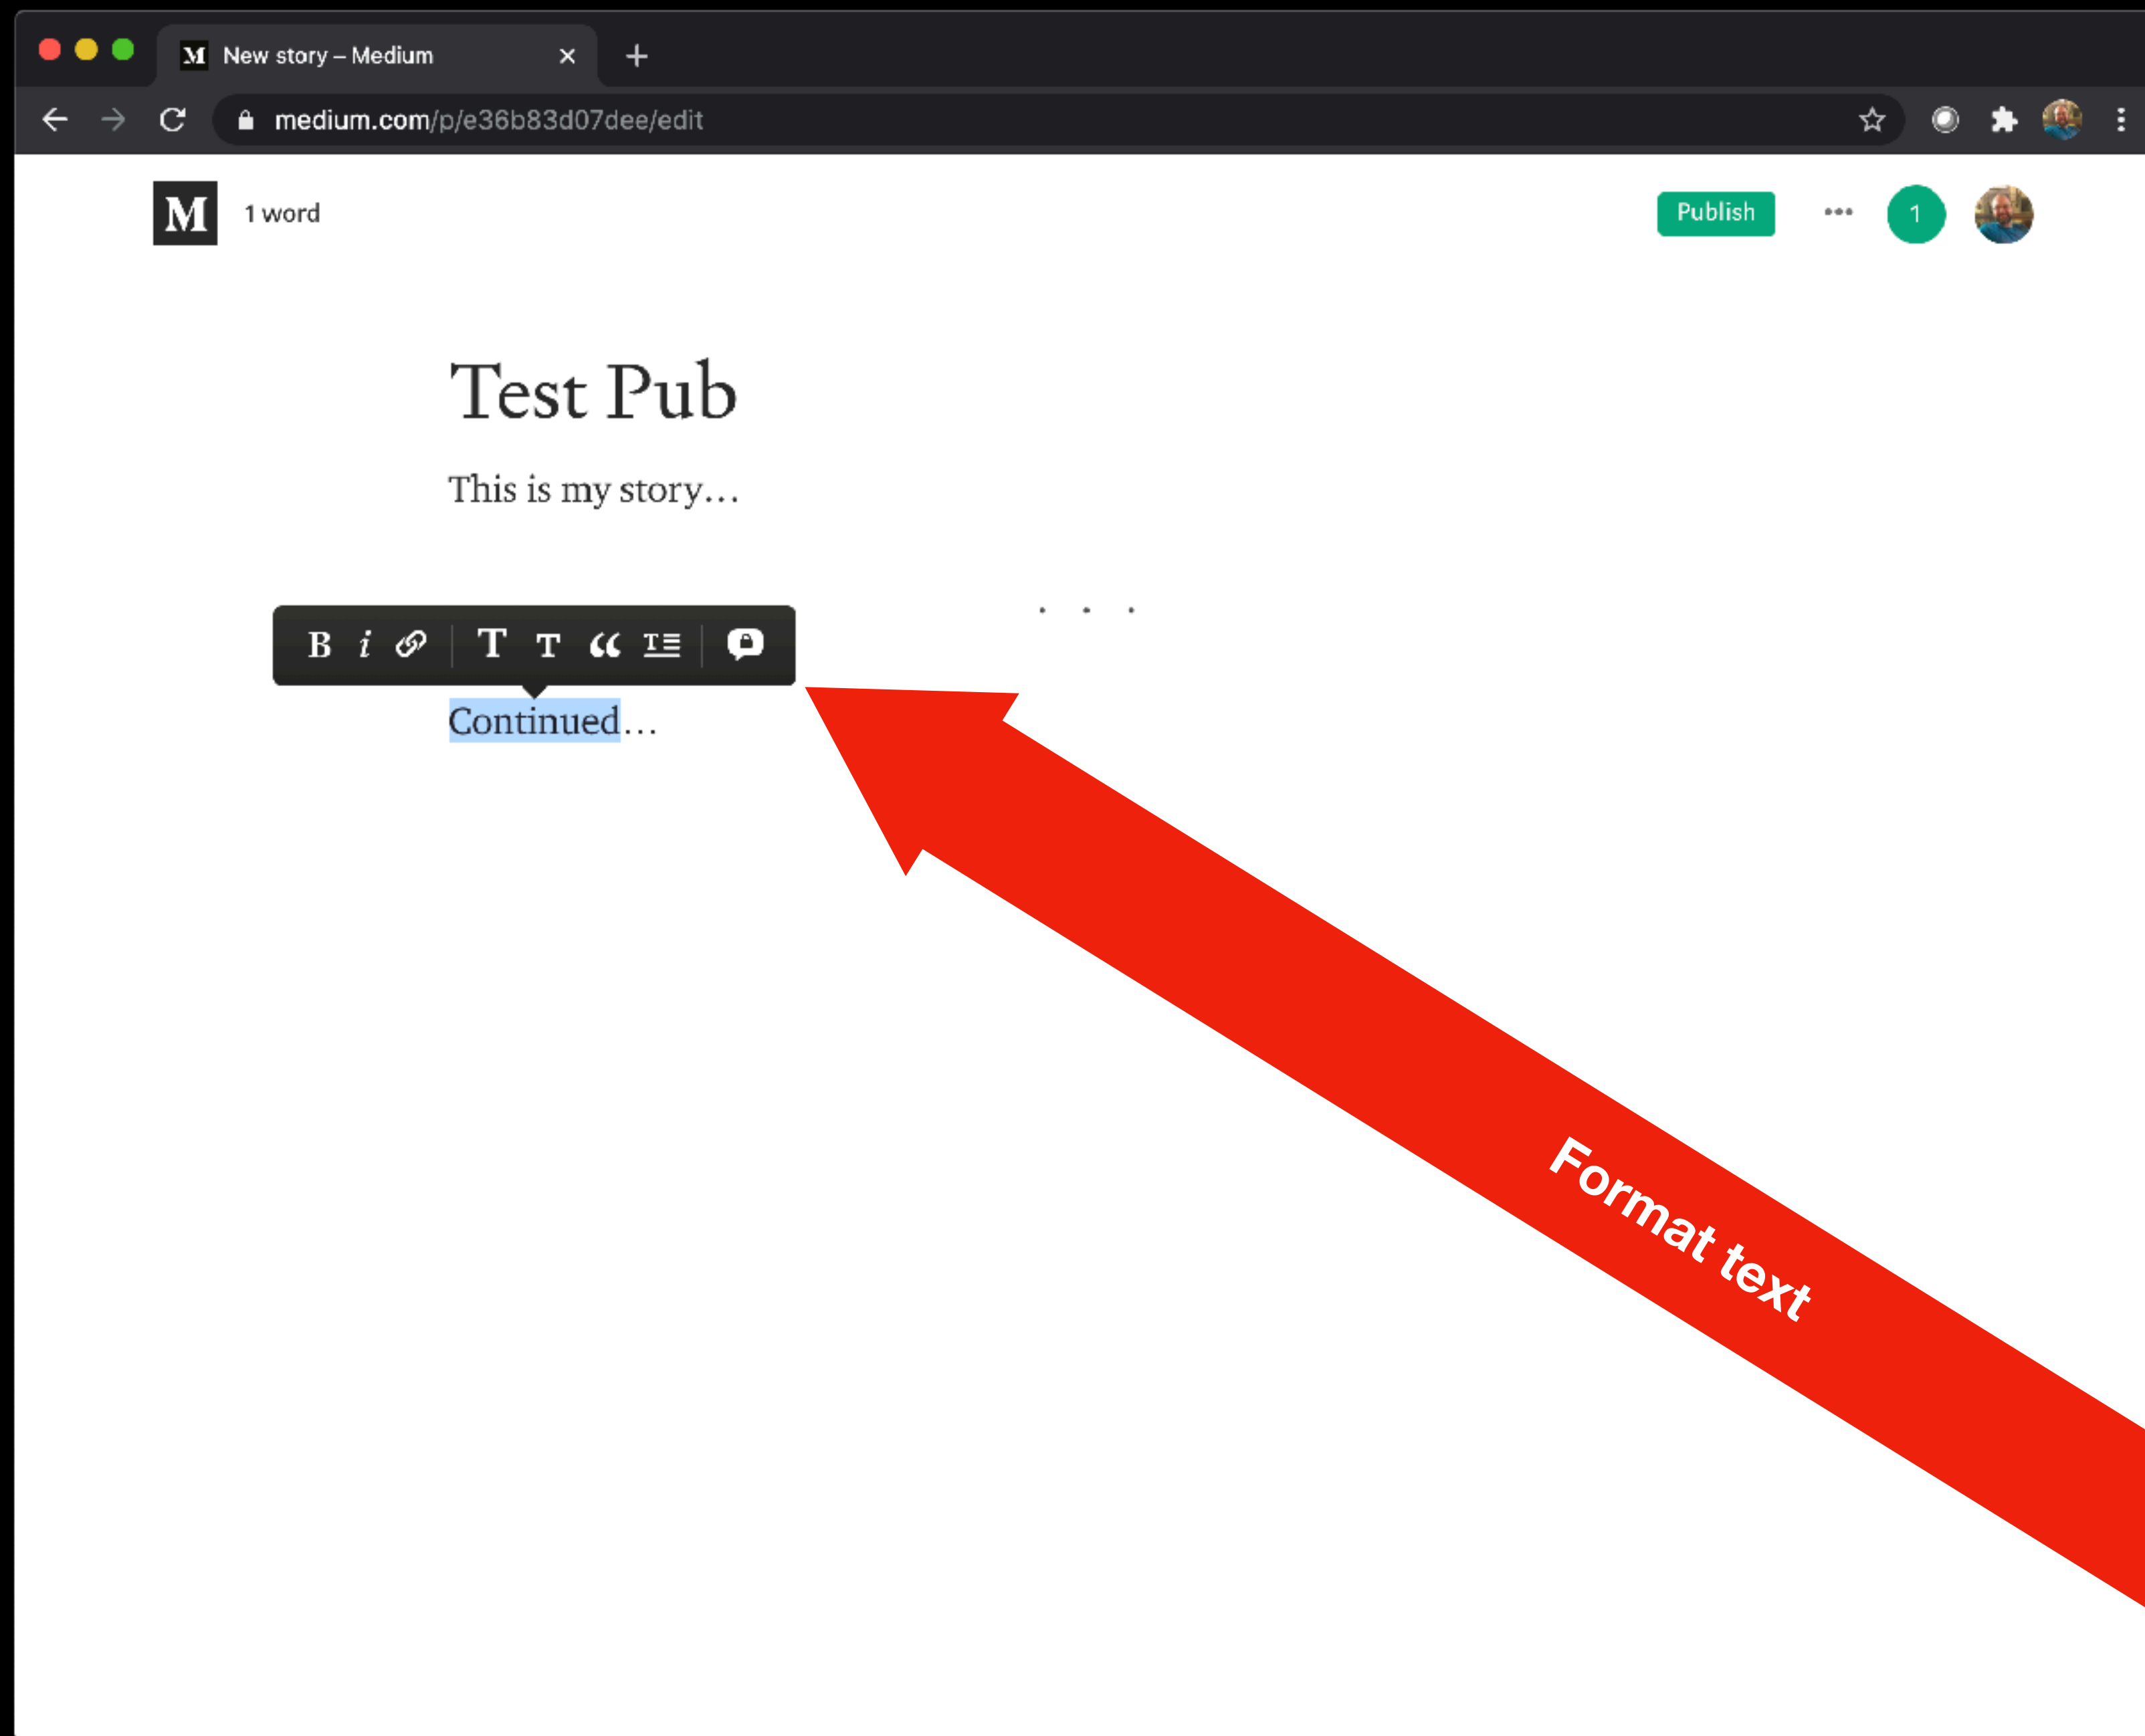 New story – Medium
medium.com/p/e36b83d07dee/edit
M 1 word
Publish
1
Test Pub
This is my story…
. . .
B i T T “ T
Continued…
Format text